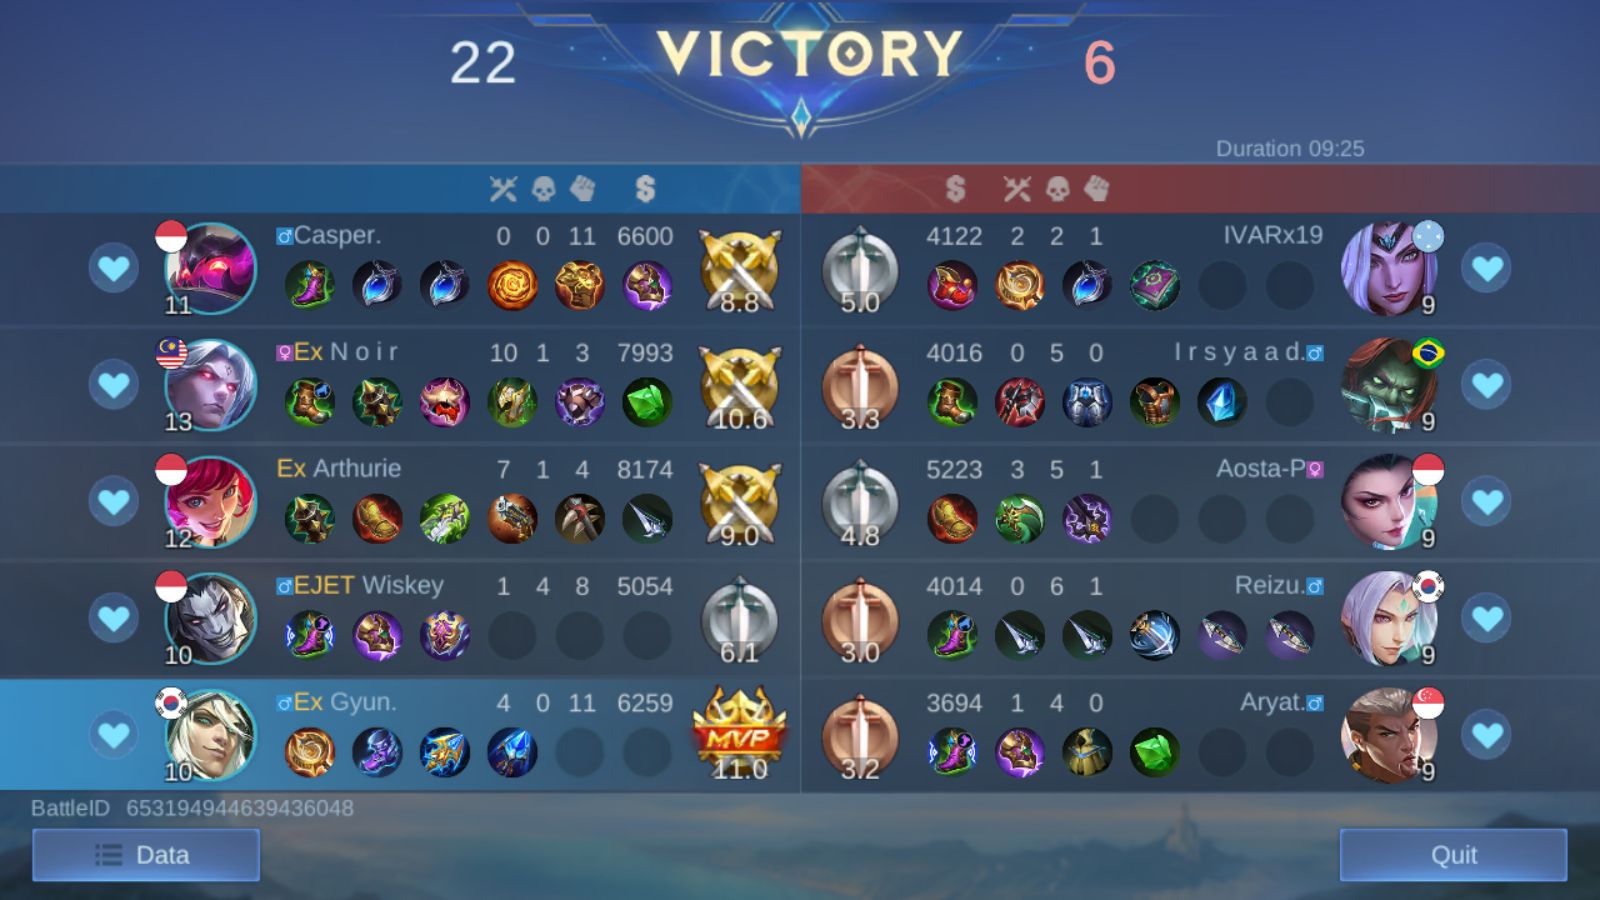 22 VICTORY 6
Duration 09:25
Casper. 0 0 11 6600
11 8.8
4122 2 2 1 IVARx19
5.0 9
Ex N o i r 10 1 3 7993
13 10.6
4016 0 5 0 I r s y a a d.
3.3 9
Ex Arthurie 7 1 4 8174
12 9.0
5223 3 5 1 Aosta-P
4.8 9
EJET Wiskey 1 4 8 5054
10 6.1
4014 0 6 1 Reizu.
3.0 9
Ex Gyun. 4 0 11 6259
MVP
10 11.0
3694 1 4 0 Aryat.
3.2 9
BattleID 653194944639436048
Data
Quit